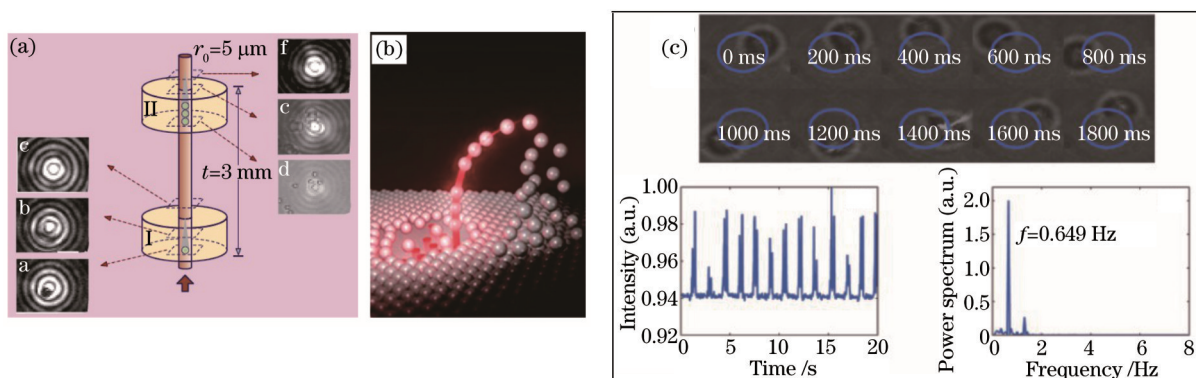 (a)
r₀=5 μm
f
II
c
e
t=3 mm
d
b
I
a
(b)
(c)
0 ms 200 ms 400 ms 600 ms 800 ms
1000 ms 1200 ms 1400 ms 1600 ms 1800 ms
Intensity (a.u.)
1.00
0.98
0.96
0.94
0.92
0 5 10 15 20
Time /s
Power spectrum (a.u.)
2.0
1.5
1.0
0.5
0
f=0.649 Hz
0 2 4 6 8
Frequency /Hz